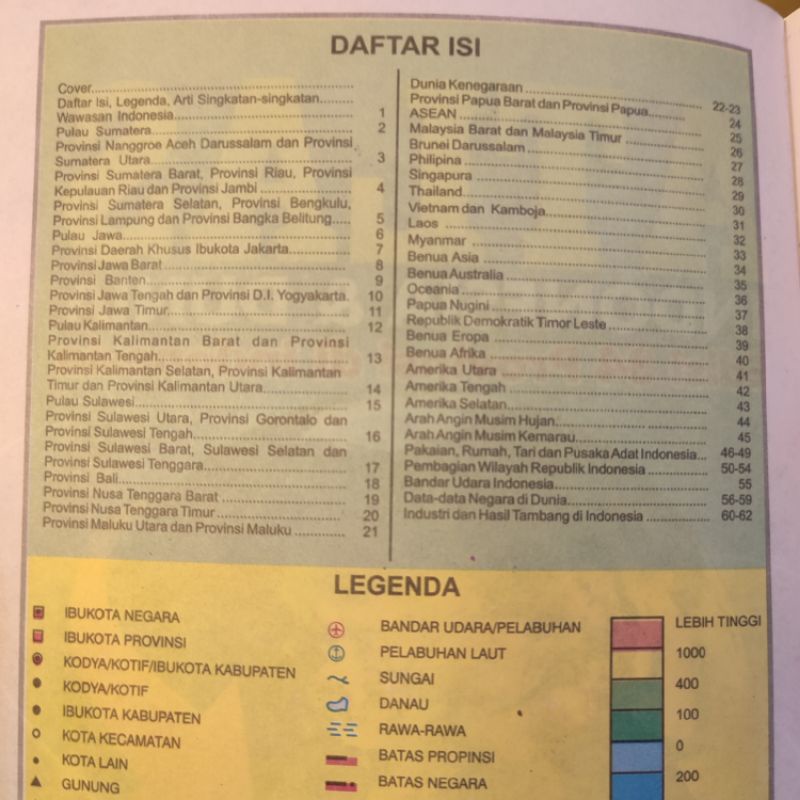 DAFTAR ISI
Cover
Daftar Isi, Legenda, Arti Singkatan-singkatan
Wawasan Indonesia 1
Pulau Sumatera 2
Provinsi Nanggroe Aceh Darussalam dan Provinsi
Sumatera Utara 3
Provinsi Sumatera Barat, Provinsi Riau, Provinsi
Kepulauan Riau dan Provinsi Jambi 4
Provinsi Sumatera Selatan, Provinsi Bengkulu,
Provinsi Lampung dan Provinsi Bangka Belitung 5
Pulau Jawa 6
Provinsi Daerah Khusus Ibukota Jakarta 7
Provinsi Jawa Barat 8
Provinsi Banten 9
Provinsi Jawa Tengah dan Provinsi D.I. Yogyakarta. 10
Provinsi Jawa Timur 11
Pulau Kalimantan 12
Provinsi Kalimantan Barat dan Provinsi
Kalimantan Tengah 13
Provinsi Kalimantan Selatan, Provinsi Kalimantan
Timur dan Provinsi Kalimantan Utara 14
Pulau Sulawesi 15
Provinsi Sulawesi Utara, Provinsi Gorontalo dan
Provinsi Sulawesi Tengah 16
Provinsi Sulawesi Barat, Sulawesi Selatan dan
Provinsi Sulawesi Tenggara 17
Provinsi Bali 18
Provinsi Nusa Tenggara Barat 19
Provinsi Nusa Tenggara Timur 20
Provinsi Maluku Utara dan Provinsi Maluku 21
Dunia Kenegaraan 22-23
Provinsi Papua Barat dan Provinsi Papua 24
ASEAN 25
Malaysia Barat dan Malaysia Timur 26
Brunei Darussalam 27
Philipina 28
Singapura 29
Thailand 30
Vietnam dan Kamboja 31
Laos 32
Myanmar 33
Benua Asia 34
Benua Australia 35
Oceania 36
Papua Nugini 37
Republik Demokratik Timor Leste 38
Benua Eropa 39
Benua Afrika 40
Amerika Utara 41
Amerika Tengah 42
Amerika Selatan 43
Arah Angin Musim Hujan 44
Arah Angin Musim Kemarau 45
Pakaian, Rumah, Tari dan Pusaka Adat Indonesia 46-49
Pembagian Wilayah Republik Indonesia 50-54
Bandar Udara Indonesia 55
Data-data Negara di Dunia 56-59
Industri dan Hasil Tambang di Indonesia 60-62
LEGENDA
IBUKOTA NEGARA
IBUKOTA PROVINSI
KODYA/KOTIF/IBUKOTA KABUPATEN
KODYA/KOTIF
IBUKOTA KABUPATEN
KOTA KECAMATAN
KOTA LAIN
GUNUNG
BANDAR UDARA/PELABUHAN
PELABUHAN LAUT
SUNGAI
DANAU
RAWA-RAWA
BATAS PROPINSI
BATAS NEGARA
LEBIH TINGGI
1000
400
100
0
200